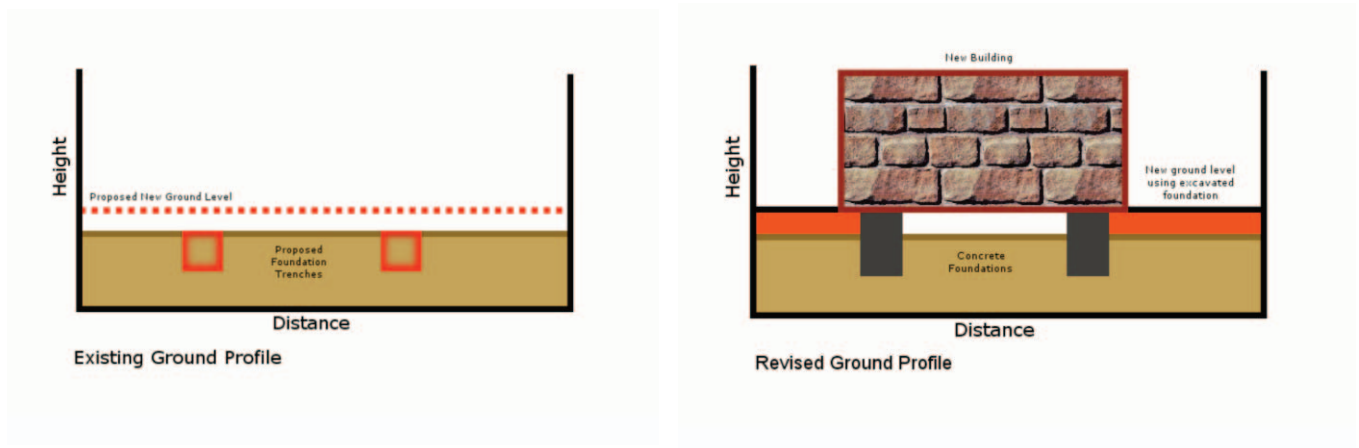 Height
Proposed New Ground Level
Proposed
Foundation
Trenches
Distance
Existing Ground Profile
New Building
Height
New ground level
using excavated
foundation
Concrete
Foundations
Distance
Revised Ground Profile